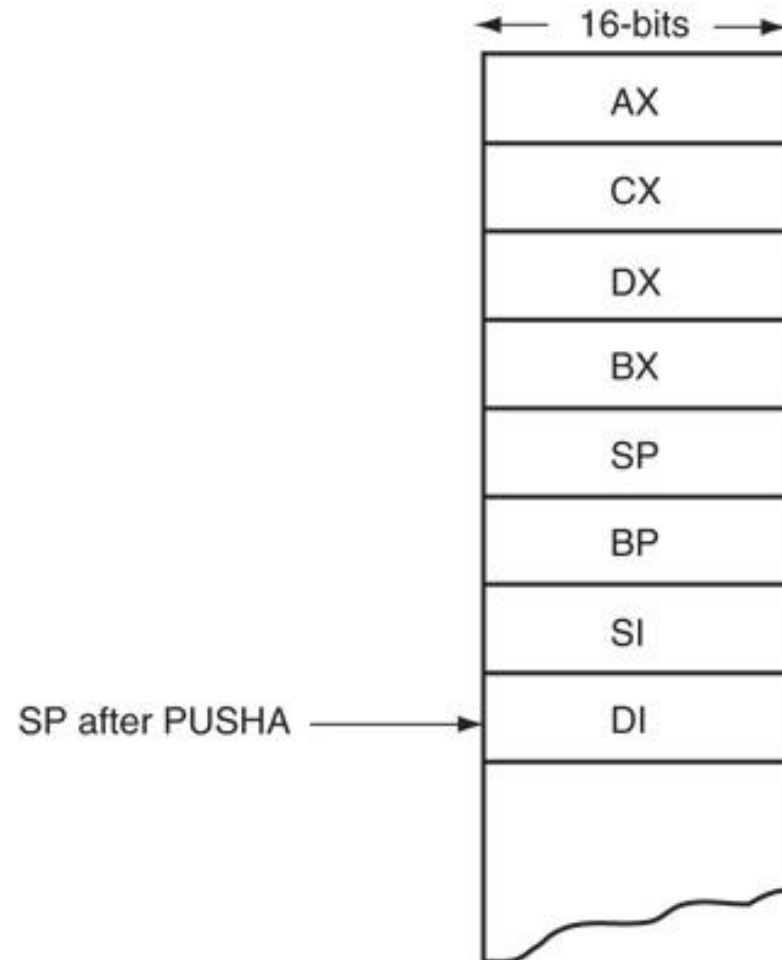 16-bits
AX
CX
DX
BX
SP
BP
SI
SP after PUSHA
DI